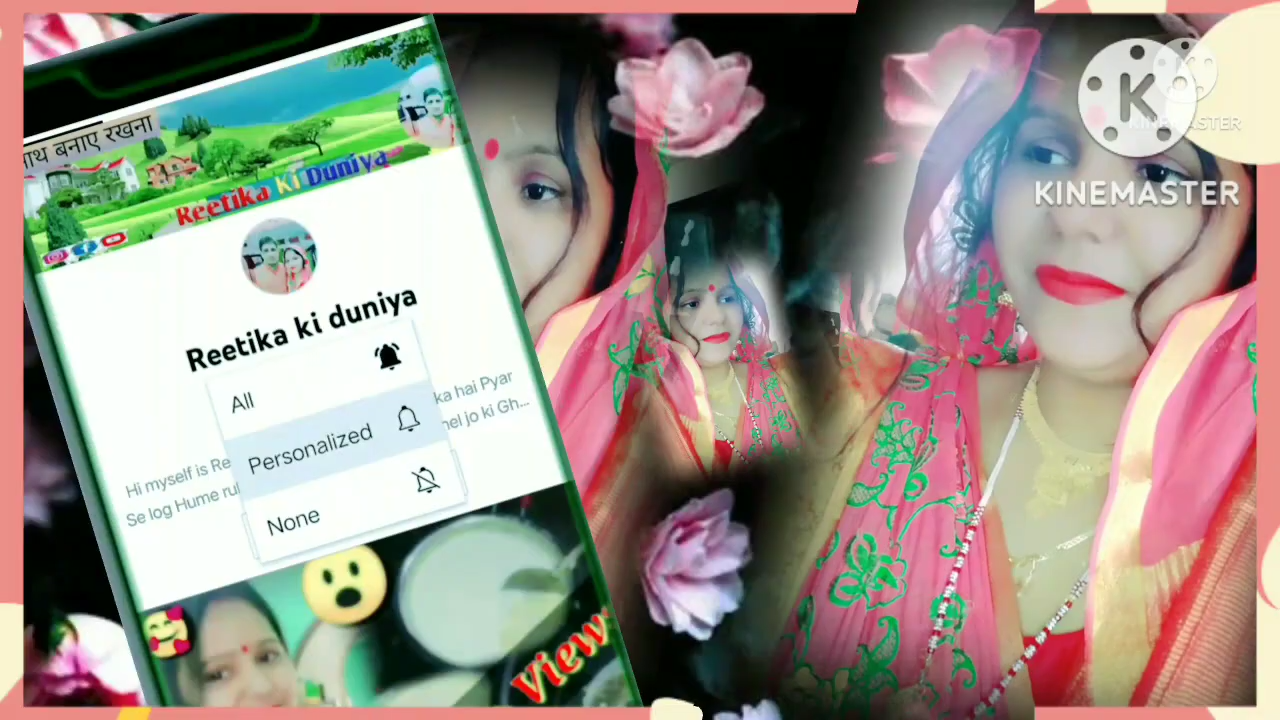 साथ बनाए रखना
Reetika ki Duniya
Reetika ki duniya
All
Personalized
None
Hi myself is Re
ka hai Pyar
Se log Hume ru
nel jo ki Gh...
View
KINEMASTER